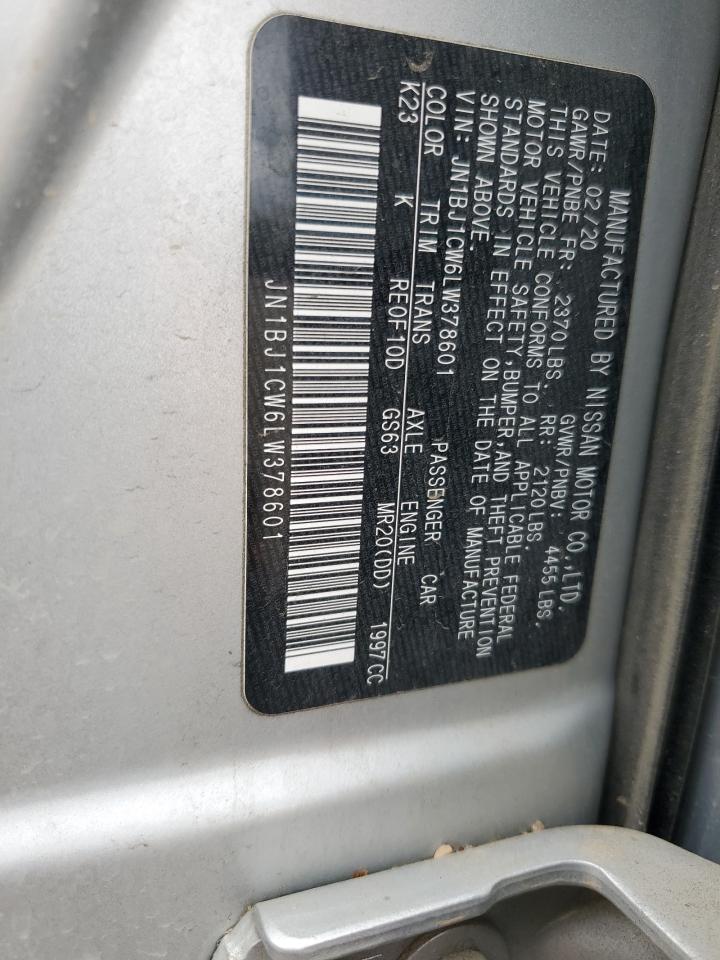 MANUFACTURED BY NISSAN MOTOR CO.,LTD.
DATE: 02/20 GVWR/PNBV: 4455 LBS.
GAWR/PNBE FR: 2370LBS. RR: 2120LBS.
THIS VEHICLE CONFORMS TO ALL APPLICABLE FEDERAL
MOTOR VEHICLE SAFETY,BUMPER,AND THEFT PREVENTION
STANDARDS IN EFFECT ON THE DATE OF MANUFACTURE
SHOWN ABOVE.
VIN: JN1BJ1CW6LW378601 PASSENGER CAR
COLOR TRIM TRANS AXLE ENGINE
K23 K RE0F10D GS63 MR20(DD) 1997CC
JN1BJ1CW6LW378601